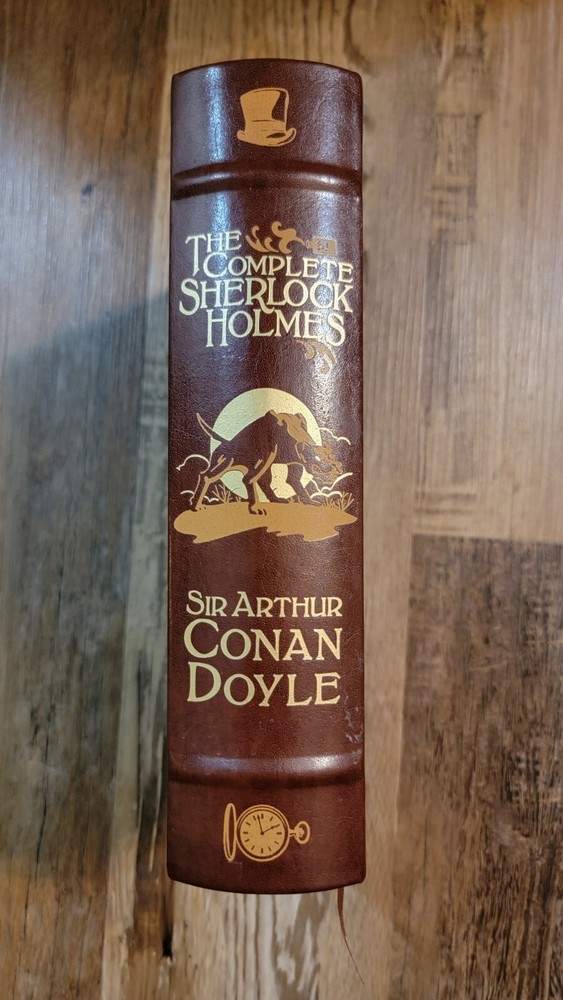 THE
COMPLETE
SHERLOCK
HOLMES
SIR ARTHUR
CONAN
DOYLE